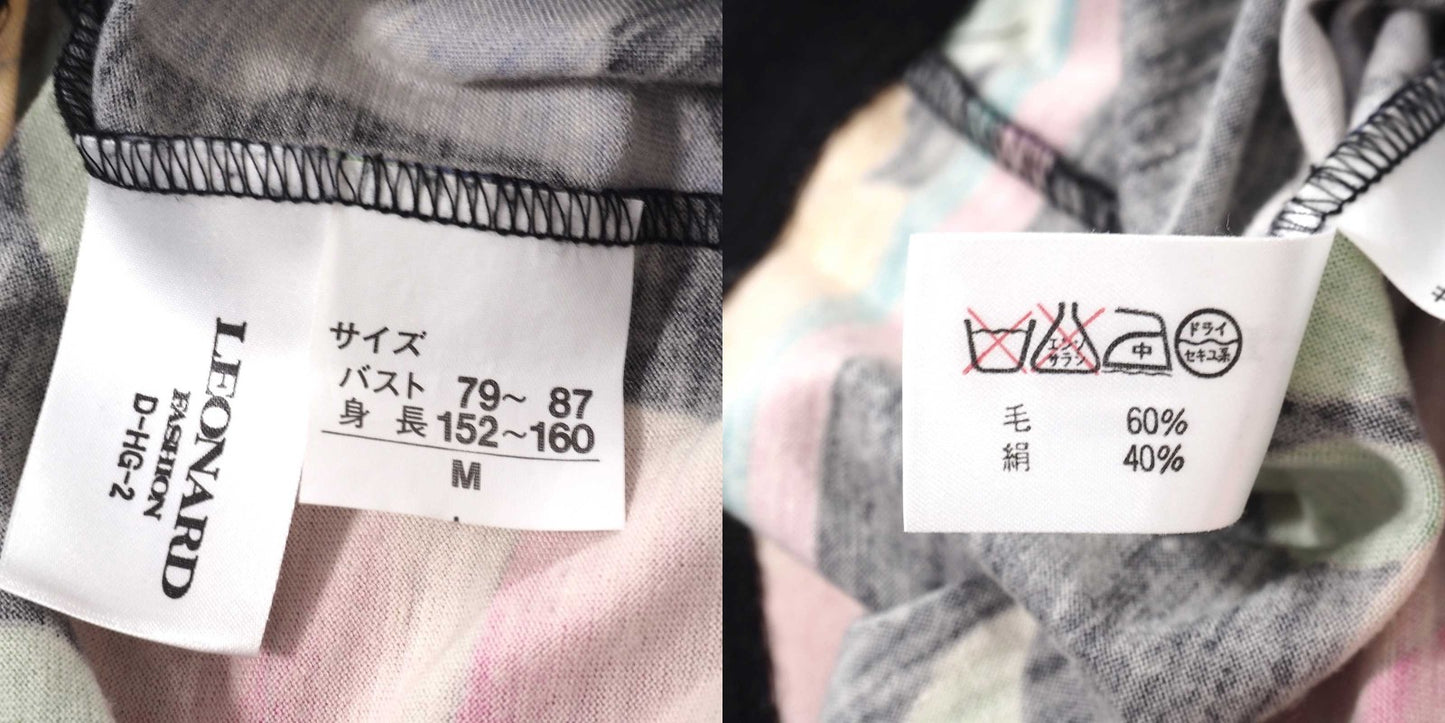 LEONARD
FASHION
D-HG-2
サイズ
バスト 79～ 87
身 長 152～160
M
エンソ
サラシ
中
ドライ
セキユ系
毛 60%
絹 40%